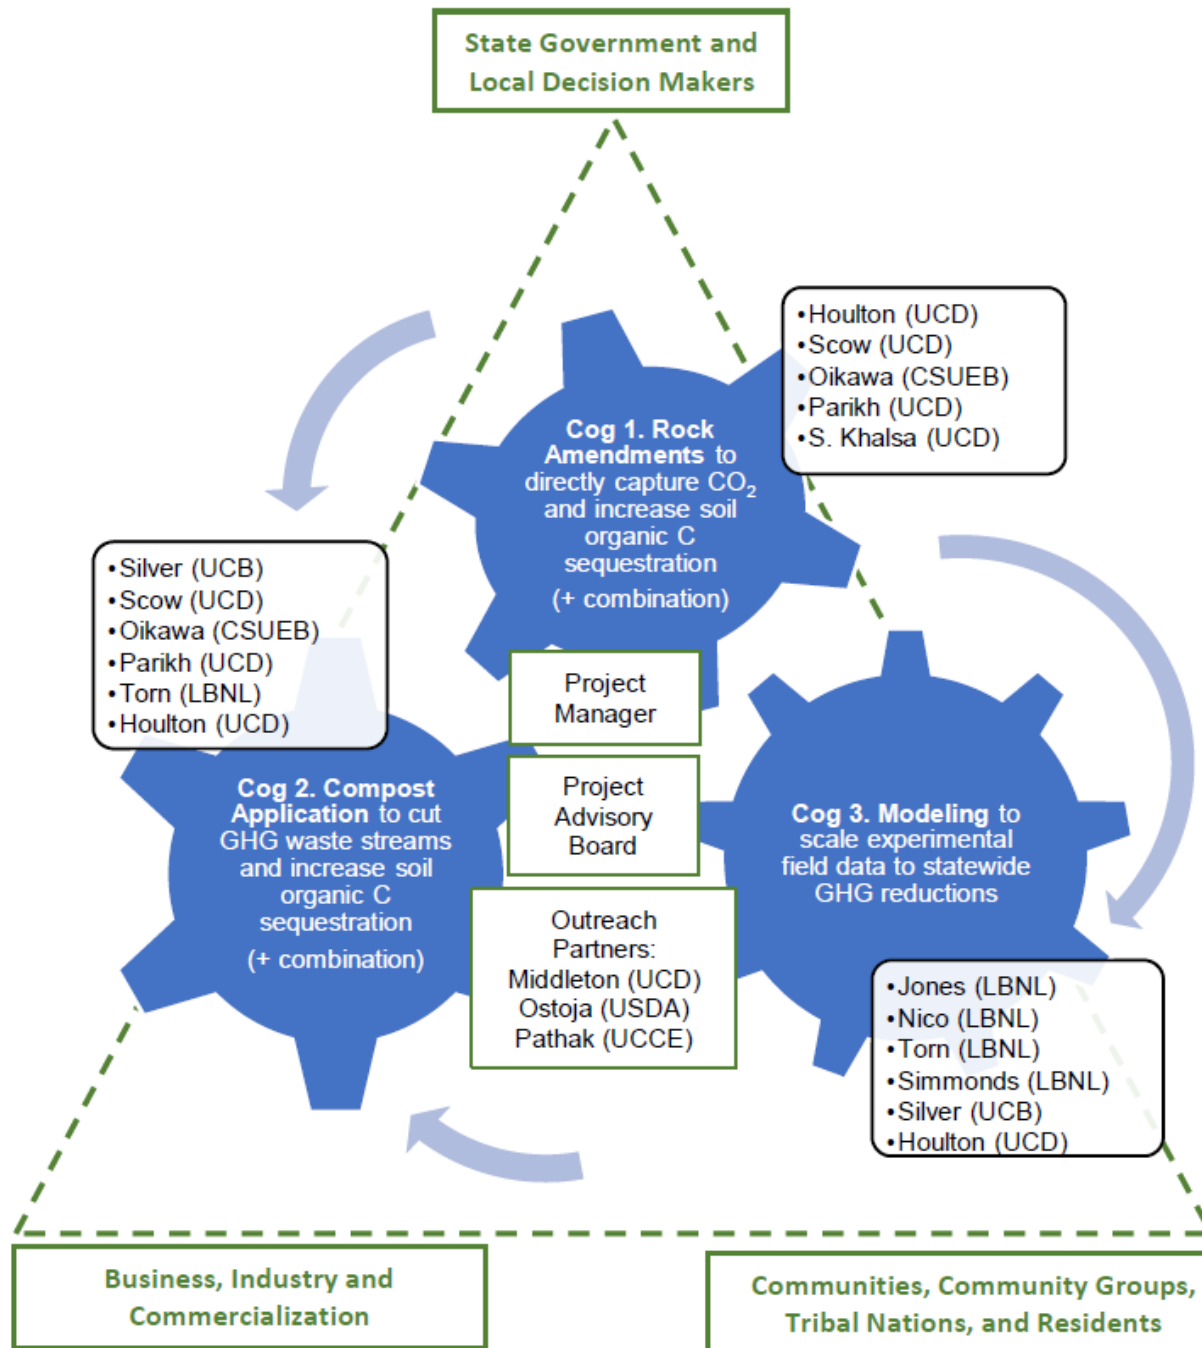 State Government and
Local Decision Makers
•Houlton (UCD)
•Scow (UCD)
•Oikawa (CSUEB)
•Parikh (UCD)
•S. Khalsa (UCD)
Cog 1. Rock
Amendments to
directly capture CO₂
and increase soil
organic C
sequestration
(+ combination)
•Silver (UCB)
•Scow (UCD)
•Oikawa (CSUEB)
•Parikh (UCD)
•Torn (LBNL)
•Houlton (UCD)
Project
Manager
Cog 2. Compost
Application to cut
GHG waste streams
and increase soil
organic C
sequestration
(+ combination)
Project
Advisory
Board
Cog 3. Modeling to
scale experimental
field data to statewide
GHG reductions
Outreach
Partners:
Middleton (UCD)
Ostoja (USDA)
Pathak (UCCE)
•Jones (LBNL)
•Nico (LBNL)
•Torn (LBNL)
•Simmonds (LBNL)
•Silver (UCB)
•Houlton (UCD)
Business, Industry and
Commercialization
Communities, Community Groups,
Tribal Nations, and Residents